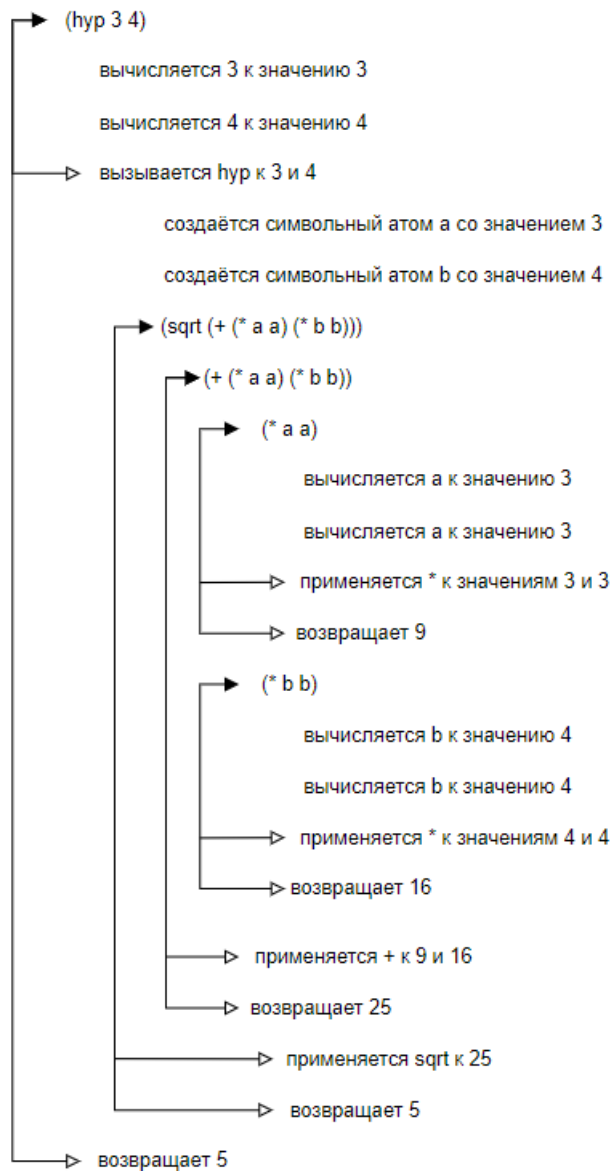 (hyp 3 4)
вычисляется 3 к значению 3
вычисляется 4 к значению 4
вызывается hyp к 3 и 4
создаётся символьный атом a со значением 3
создаётся символьный атом b со значением 4
(sqrt (+ (* a a) (* b b)))
(+ (* a a) (* b b))
(* a a)
вычисляется a к значению 3
вычисляется a к значению 3
применяется * к значениям 3 и 3
возвращает 9
(* b b)
вычисляется b к значению 4
вычисляется b к значению 4
применяется * к значениям 4 и 4
возвращает 16
применяется + к 9 и 16
возвращает 25
применяется sqrt к 25
возвращает 5
возвращает 5